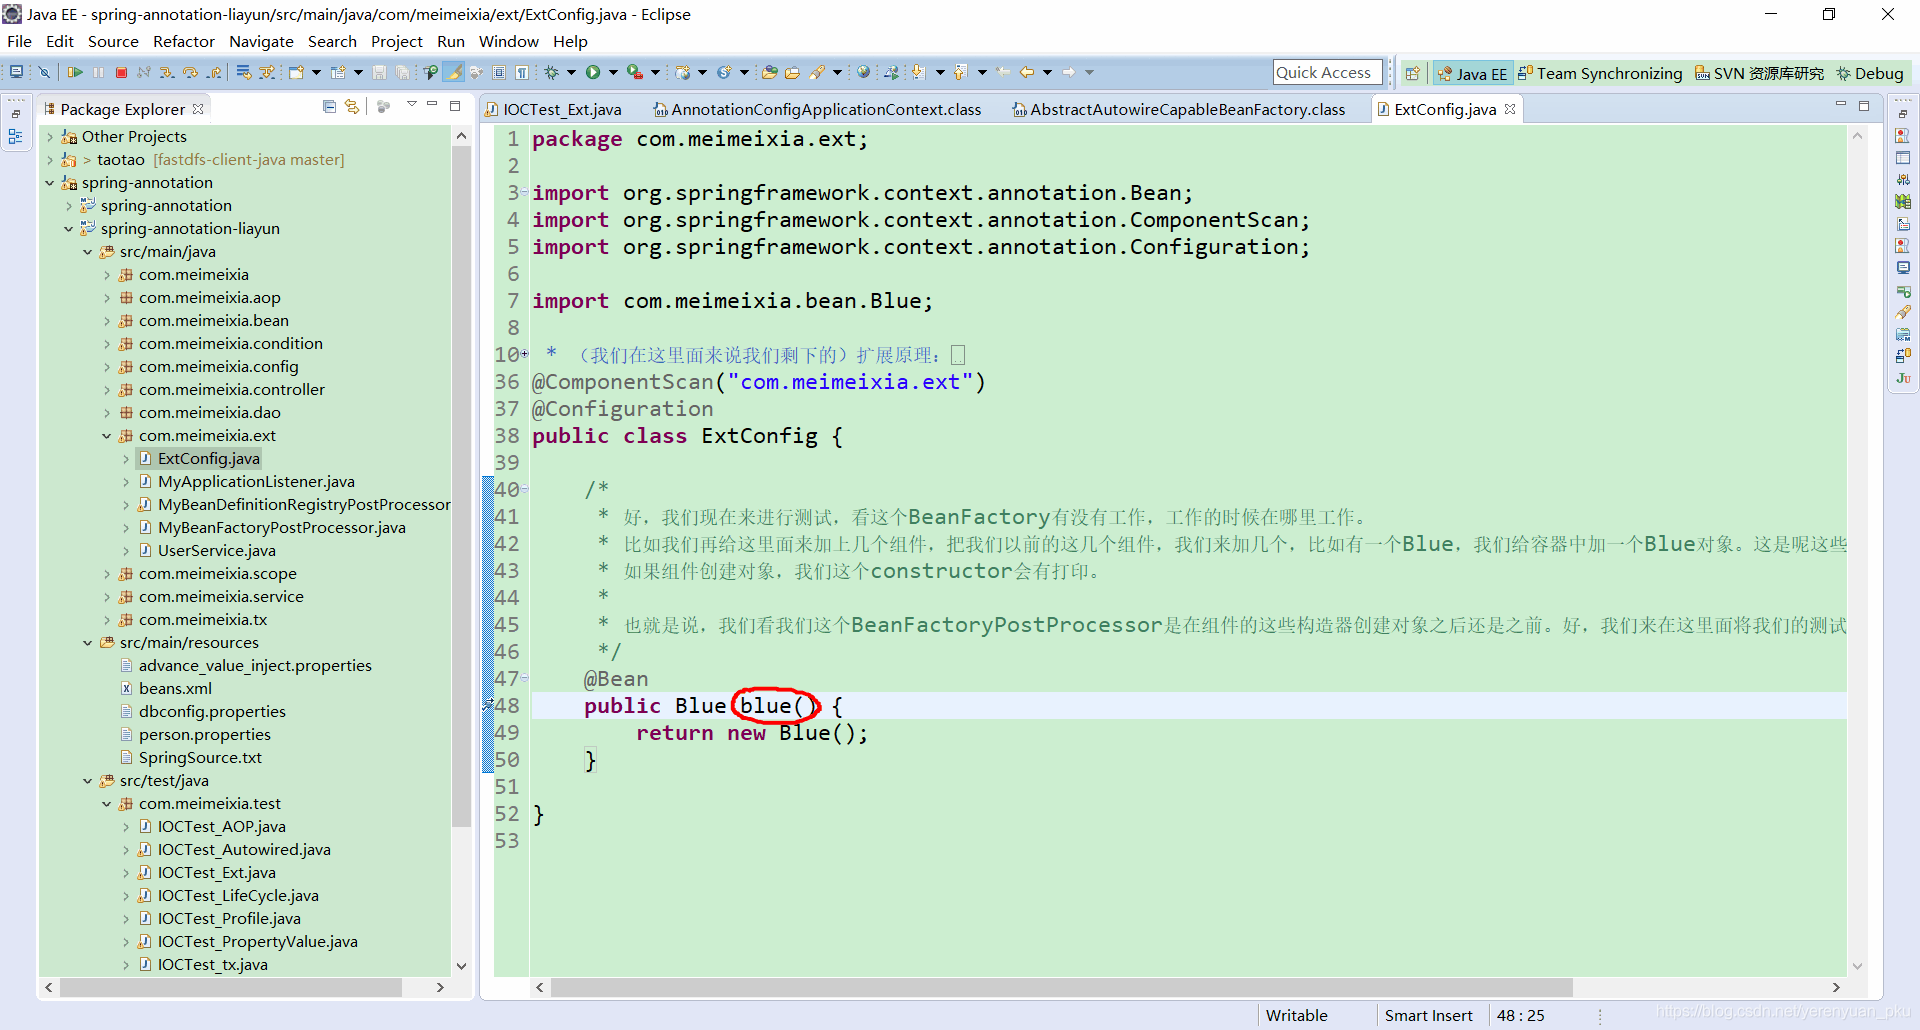 Java EE - spring-annotation-liayun/src/main/java/com/meimeixia/ext/ExtConfig.java - Eclipse
File Edit Source Refactor Navigate Search Project Run Window Help
Quick Access
Java EE
Team Synchronizing
SVN 资源库研究
Debug
Package Explorer
Other Projects
> taotao [fastdfs-client-java master]
spring-annotation
spring-annotation
spring-annotation-liayun
src/main/java
com.meimeixia
com.meimeixia.aop
com.meimeixia.bean
com.meimeixia.condition
com.meimeixia.config
com.meimeixia.controller
com.meimeixia.dao
com.meimeixia.ext
ExtConfig.java
MyApplicationListener.java
MyBeanDefinitionRegistryPostProcessor
MyBeanFactoryPostProcessor.java
UserService.java
com.meimeixia.scope
com.meimeixia.service
com.meimeixia.tx
src/main/resources
advance_value_inject.properties
beans.xml
dbconfig.properties
person.properties
SpringSource.txt
src/test/java
com.meimeixia.test
IOCTest_AOP.java
IOCTest_Autowired.java
IOCTest_Ext.java
IOCTest_LifeCycle.java
IOCTest_Profile.java
IOCTest_PropertyValue.java
IOCTest_tx.java
IOCTest_Ext.java
AnnotationConfigApplicationContext.class
AbstractAutowireCapableBeanFactory.class
ExtConfig.java
1 package com.meimeixia.ext;
2
3 import org.springframework.context.annotation.Bean;
4 import org.springframework.context.annotation.ComponentScan;
5 import org.springframework.context.annotation.Configuration;
6
7 import com.meimeixia.bean.Blue;
8
10 * （我们在这里面来说我们剩下的）扩展原理：
36 @ComponentScan("com.meimeixia.ext")
37 @Configuration
38 public class ExtConfig {
39
40 /*
41 * 好，我们现在来进行测试，看这个BeanFactory有没有工作，工作的时候在哪里工作。
42 * 比如我们再给这里面来加上几个组件，把我们以前的这几个组件，我们来加几个，比如有一个Blue，我们给容器中加一个Blue对象。这是呢这些
43 * 如果组件创建对象，我们这个constructor会有打印。
44 *
45 * 也就是说，我们看我们这个BeanFactoryPostProcessor是在组件的这些构造器创建对象之后还是之前。好，我们来在这里面将我们的测试
46 */
47 @Bean
48 public Blue blue() {
49 return new Blue();
50 }
51
52 }
53
Writable
Smart Insert
48 : 25
https://blog.csdn.net/yerenyuan_pku